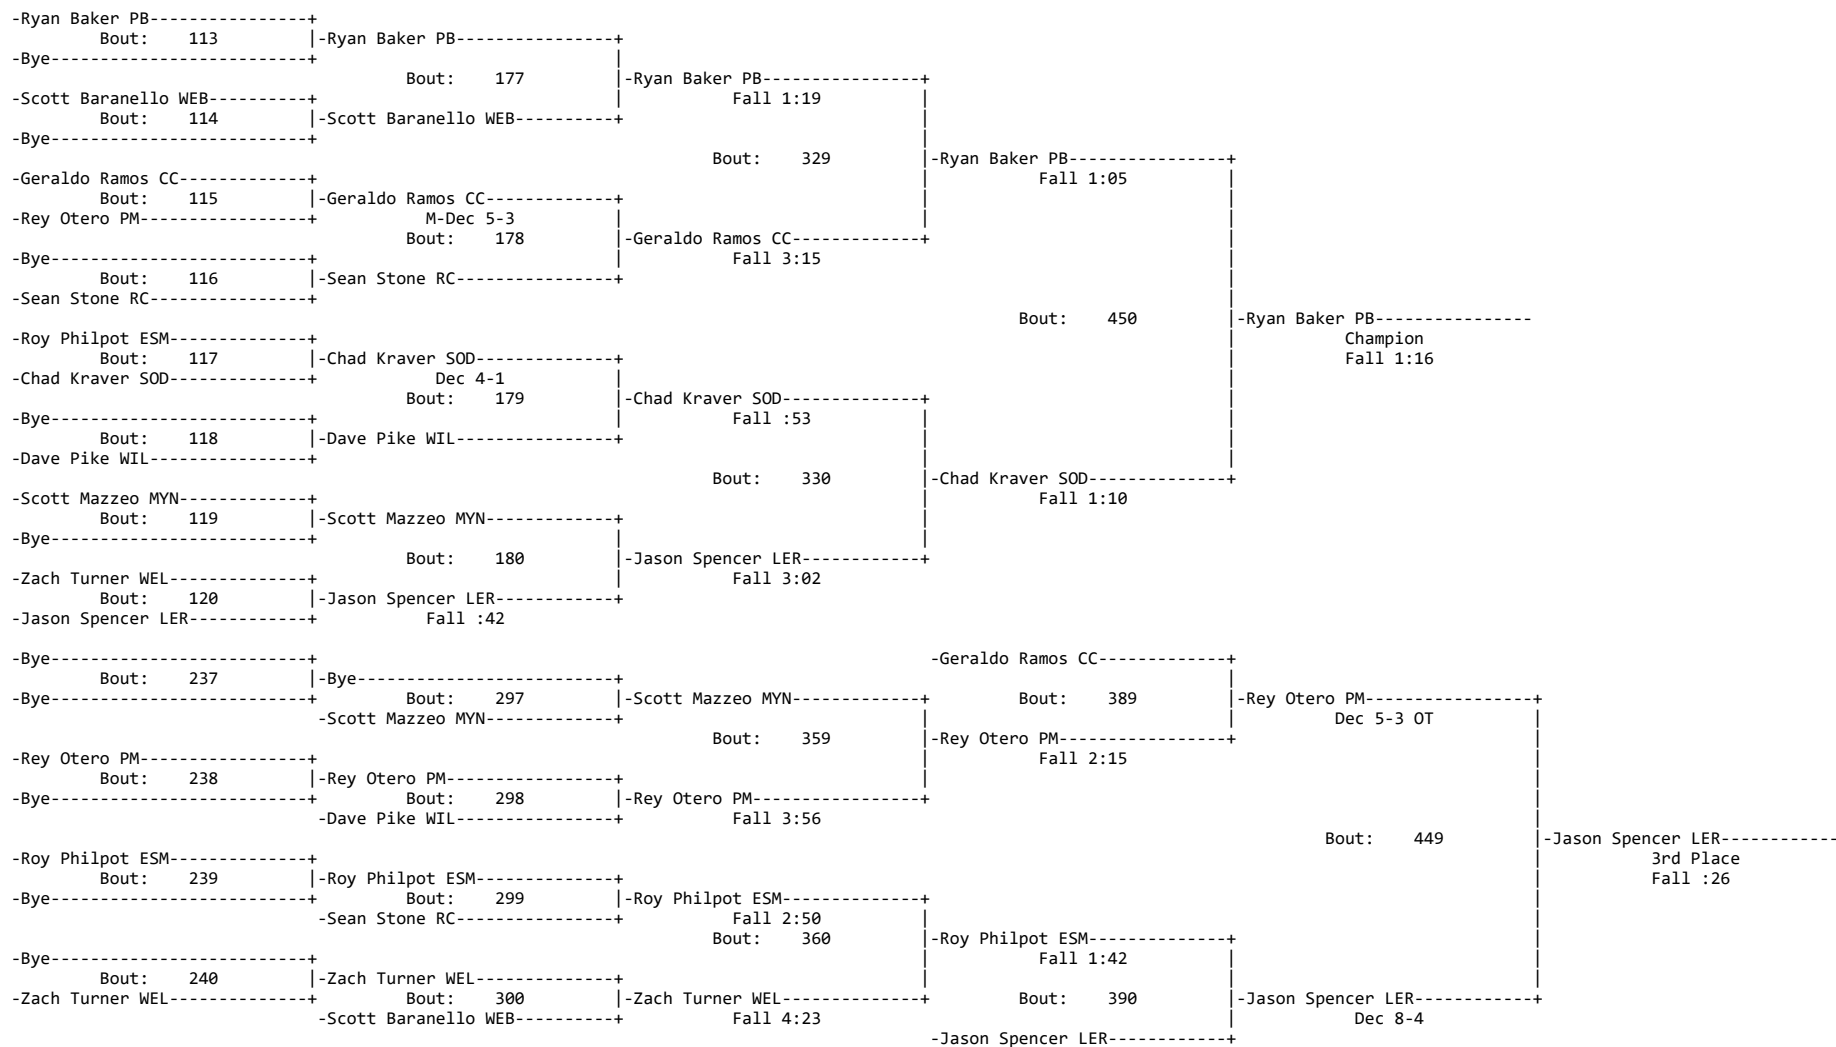 -Ryan Baker PB----------------+
Bout: 113 |-Ryan Baker PB----------------+
-Bye--------------------------+ |
Bout: 177 |-Ryan Baker PB----------------+
-Scott Baranello WEB----------+ | Fall 1:19 |
Bout: 114 |-Scott Baranello WEB----------+ |
-Bye--------------------------+ |
Bout: 329 |-Ryan Baker PB----------------+
-Geraldo Ramos CC-------------+ | Fall 1:05 |
Bout: 115 |-Geraldo Ramos CC-------------+ | |
-Rey Otero PM-----------------+ M-Dec 5-3 | | |
Bout: 178 |-Geraldo Ramos CC-------------+ |
-Bye--------------------------+ | Fall 3:15 |
Bout: 116 |-Sean Stone RC----------------+ |
-Sean Stone RC----------------+ |
Bout: 450 |-Ryan Baker PB----------------
-Roy Philpot ESM--------------+ | Champion
Bout: 117 |-Chad Kraver SOD--------------+ | Fall 1:16
-Chad Kraver SOD--------------+ Dec 4-1 | |
Bout: 179 |-Chad Kraver SOD--------------+ |
-Bye--------------------------+ | Fall :53 | |
Bout: 118 |-Dave Pike WIL----------------+ | |
-Dave Pike WIL----------------+ | |
Bout: 330 |-Chad Kraver SOD--------------+
-Scott Mazzeo MYN-------------+ | Fall 1:10
Bout: 119 |-Scott Mazzeo MYN-------------+ |
-Bye--------------------------+ | |
Bout: 180 |-Jason Spencer LER------------+
-Zach Turner WEL--------------+ | Fall 3:02
Bout: 120 |-Jason Spencer LER------------+
-Jason Spencer LER------------+ Fall :42
-Bye--------------------------+ -Geraldo Ramos CC-------------+
Bout: 237 |-Bye--------------------------+ |
-Bye--------------------------+ Bout: 297 |-Scott Mazzeo MYN-------------+ Bout: 389 |-Rey Otero PM-----------------+
-Scott Mazzeo MYN-------------+ | | Dec 5-3 OT |
Bout: 359 |-Rey Otero PM-----------------+ |
-Rey Otero PM-----------------+ | Fall 2:15 |
Bout: 238 |-Rey Otero PM-----------------+ | |
-Bye--------------------------+ Bout: 298 |-Rey Otero PM-----------------+ |
-Dave Pike WIL----------------+ Fall 3:56 |
Bout: 449 |-Jason Spencer LER------------
-Roy Philpot ESM--------------+ | 3rd Place
Bout: 239 |-Roy Philpot ESM--------------+ | Fall :26
-Bye--------------------------+ Bout: 299 |-Roy Philpot ESM--------------+ |
-Sean Stone RC----------------+ Fall 2:50 | |
Bout: 360 |-Roy Philpot ESM--------------+ |
-Bye--------------------------+ | Fall 1:42 | |
Bout: 240 |-Zach Turner WEL--------------+ | | |
-Zach Turner WEL--------------+ Bout: 300 |-Zach Turner WEL--------------+ Bout: 390 |-Jason Spencer LER------------+
-Scott Baranello WEB----------+ Fall 4:23 | Dec 8-4
-Jason Spencer LER------------+